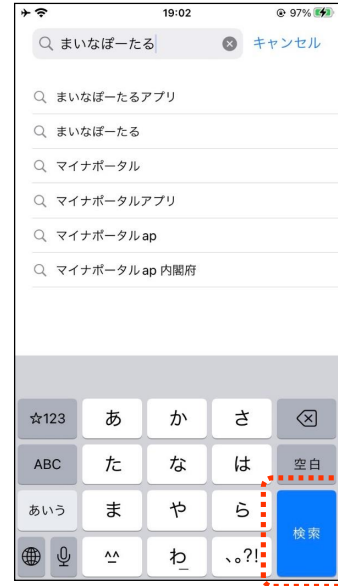 19:02 97%
まいなぽーたる キャンセル
まいなぽーたるアプリ
まいなぽーたる
マイナポータル
マイナポータルアプリ
マイナポータル ap
マイナポータル ap 内閣府
☆123 あ か さ
ABC た な は 空白
あいう ま や ら 検索
^^ わ 、。?!